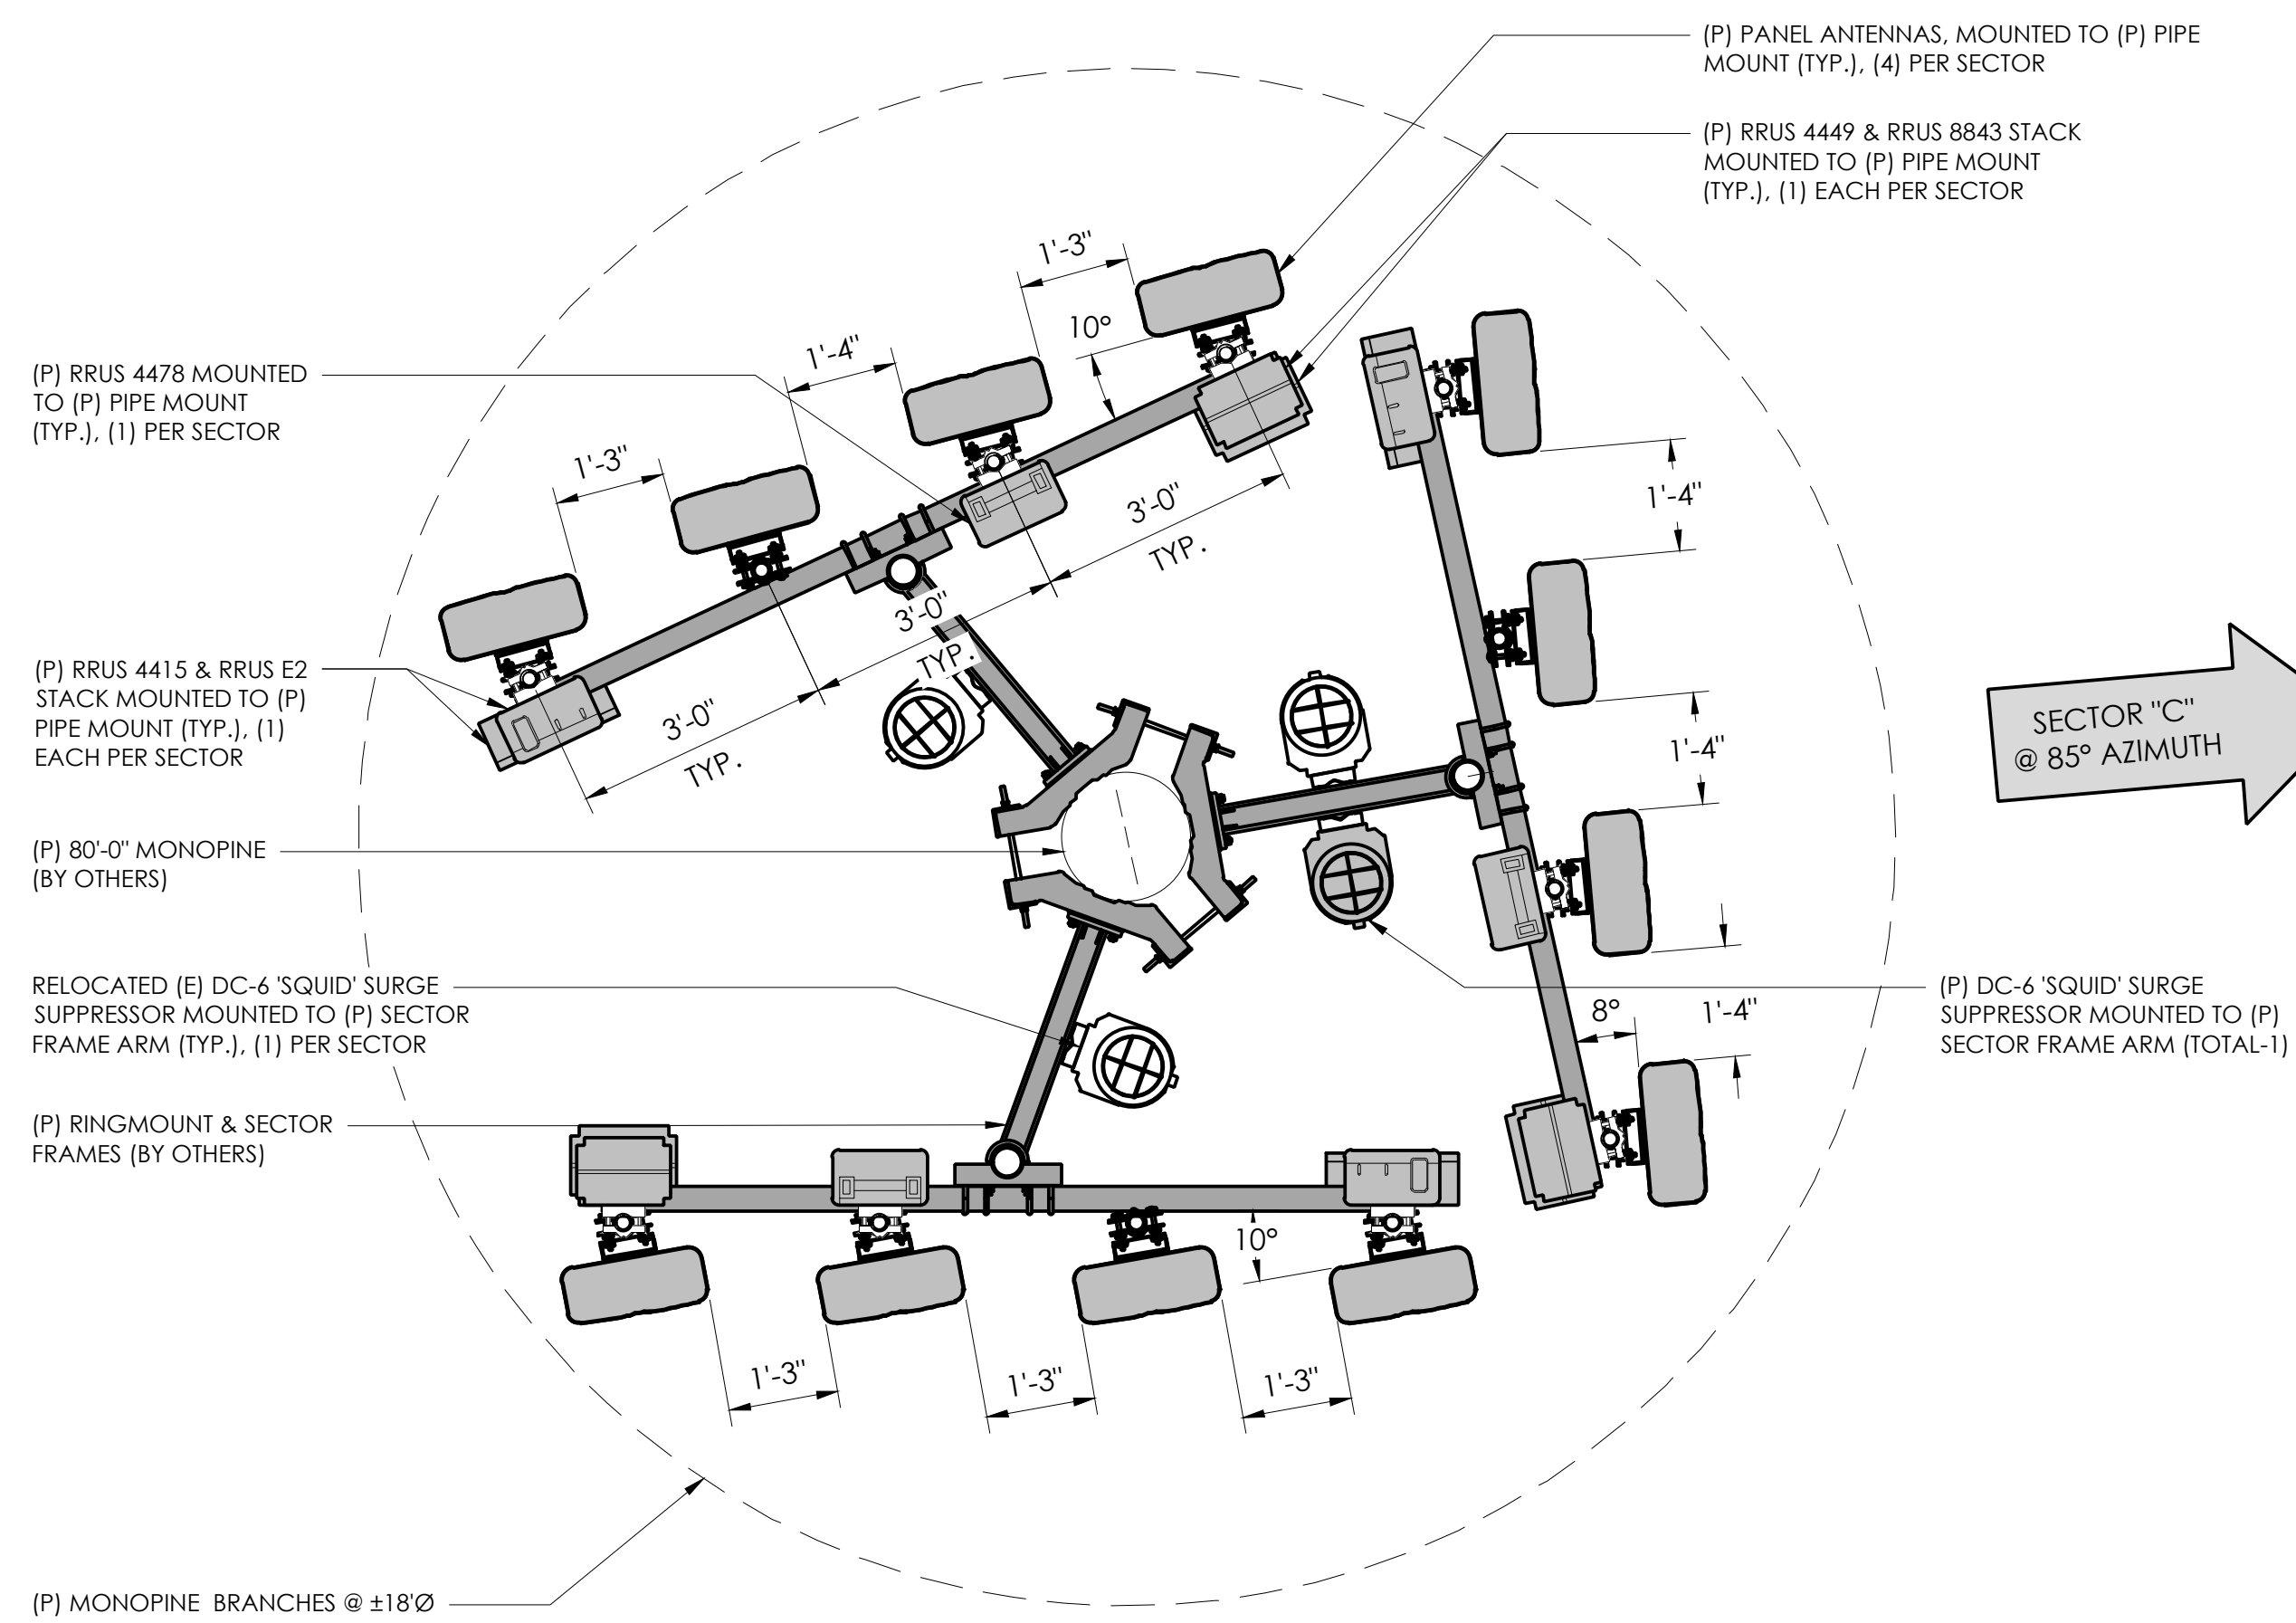 (P) PANEL ANTENNAS, MOUNTED TO (P) PIPE
MOUNT (TYP.), (4) PER SECTOR
(P) RRUS 4449 & RRUS 8843 STACK
MOUNTED TO (P) PIPE MOUNT
(TYP.), (1) EACH PER SECTOR
1'-3"
10°
1'-4"
1'-3"
(P) RRUS 4478 MOUNTED
TO (P) PIPE MOUNT
(TYP.), (1) PER SECTOR
3'-0"
TYP.
3'-0"
TYP.
3'-0"
TYP.
1'-4"
1'-4"
(P) RRUS 4415 & RRUS E2
STACK MOUNTED TO (P)
PIPE MOUNT (TYP.), (1)
EACH PER SECTOR
SECTOR "C"
@ 85° AZIMUTH
(P) 80'-0" MONOPINE
(BY OTHERS)
RELOCATED (E) DC-6 'SQUID' SURGE
SUPPRESSOR MOUNTED TO (P) SECTOR
FRAME ARM (TYP.), (1) PER SECTOR
8°
1'-4"
(P) DC-6 'SQUID' SURGE
SUPPRESSOR MOUNTED TO (P)
SECTOR FRAME ARM (TOTAL-1)
(P) RINGMOUNT & SECTOR
FRAMES (BY OTHERS)
10°
1'-3"
1'-3"
1'-3"
(P) MONOPINE BRANCHES @ ±18'Ø